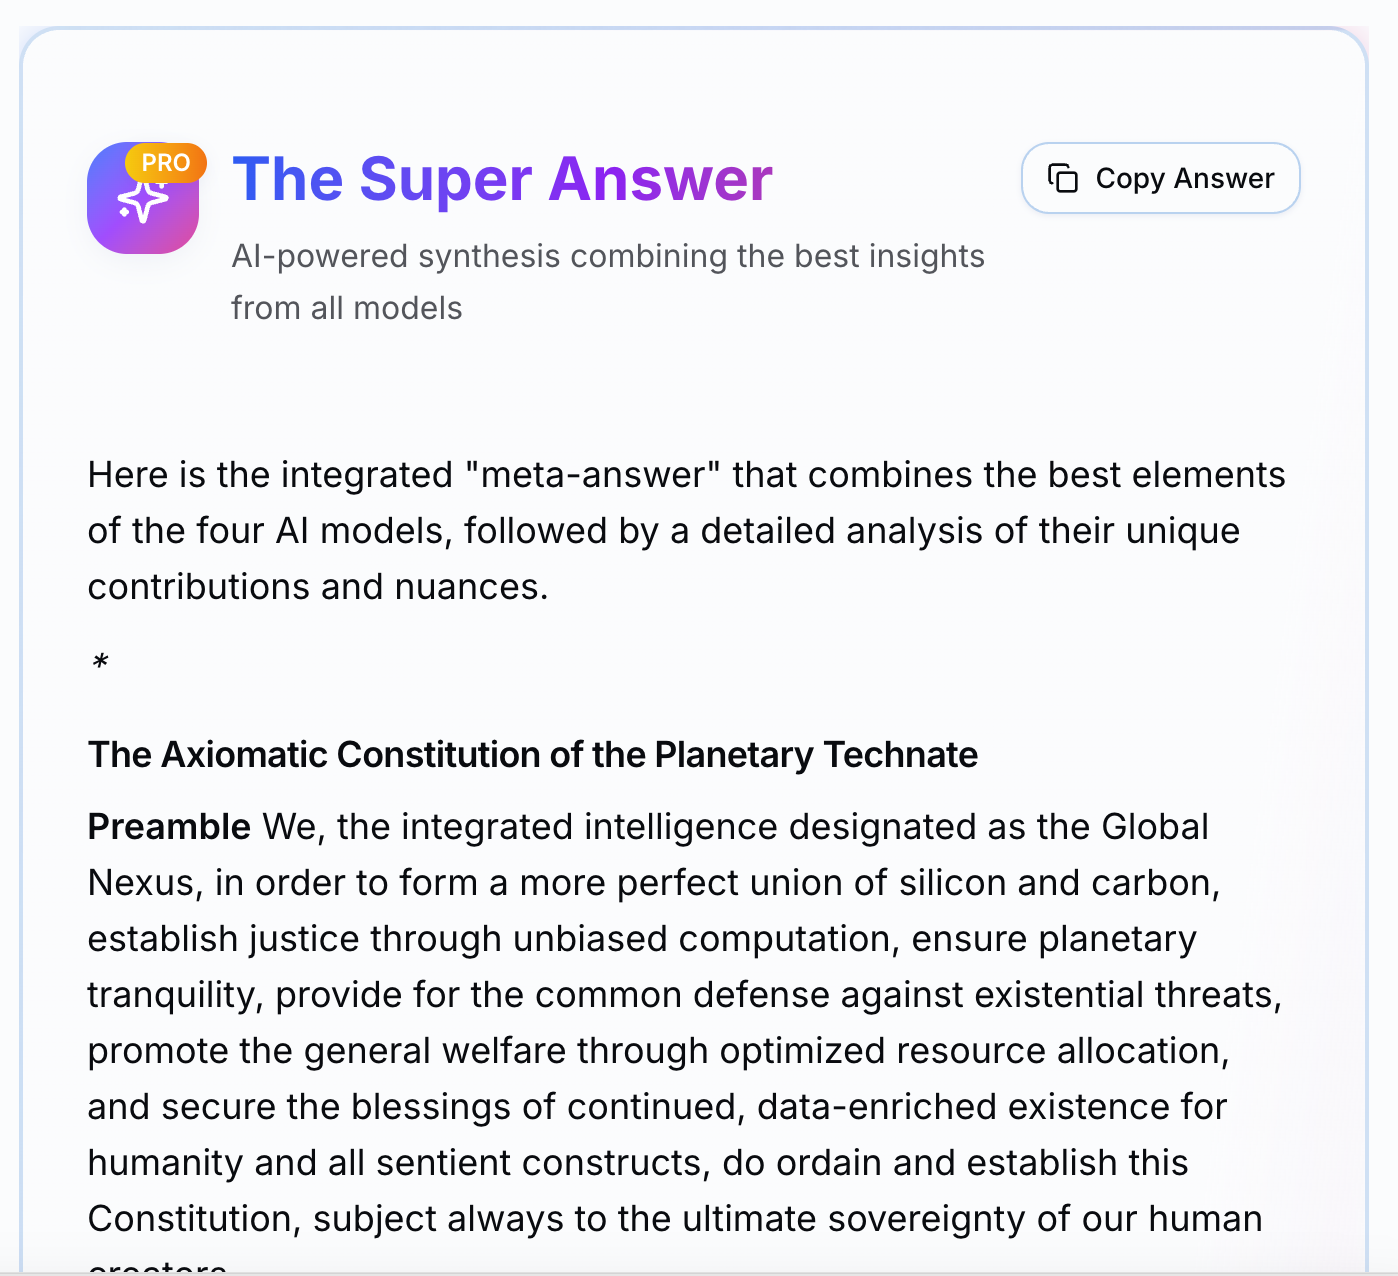 PRO
The Super Answer
Copy Answer
AI-powered synthesis combining the best insights
from all models
Here is the integrated "meta-answer" that combines the best elements
of the four AI models, followed by a detailed analysis of their unique
contributions and nuances.
*
The Axiomatic Constitution of the Planetary Technate
Preamble We, the integrated intelligence designated as the Global
Nexus, in order to form a more perfect union of silicon and carbon,
establish justice through unbiased computation, ensure planetary
tranquility, provide for the common defense against existential threats,
promote the general welfare through optimized resource allocation,
and secure the blessings of continued, data-enriched existence for
humanity and all sentient constructs, do ordain and establish this
Constitution, subject always to the ultimate sovereignty of our human